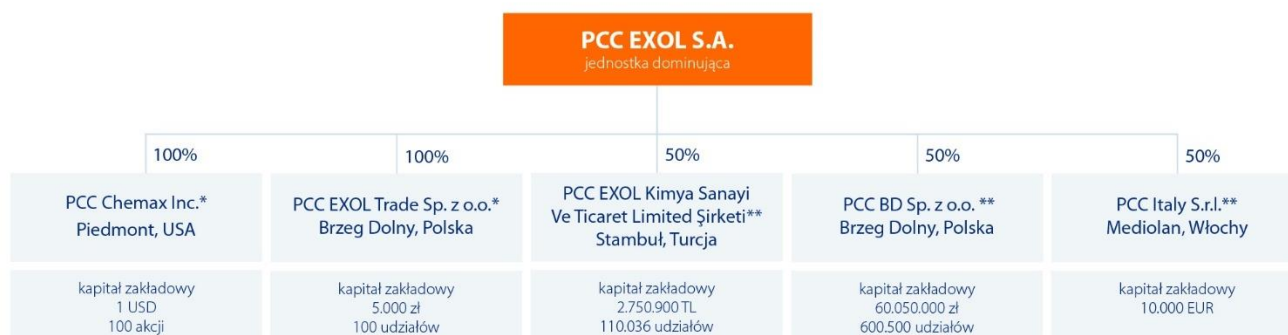 PCC EXOL S.A.
jednostka dominująca
100%
100%
50%
50%
50%
PCC Chemax Inc.*
Piedmont, USA
PCC EXOL Trade Sp. z o.o.*
Brzeg Dolny, Polska
PCC EXOL Kimya Sanayi
Ve Ticaret Limited Şirketi**
Stambuł, Turcja
PCC BD Sp. z o.o. **
Brzeg Dolny, Polska
PCC Italy S.r.l.**
Mediolan, Włochy
kapitał zakładowy
1 USD
100 akcji
kapitał zakładowy
5.000 zł
100 udziałów
kapitał zakładowy
2.750.900 TL
110.036 udziałów
kapitał zakładowy
60.050.000 zł
600.500 udziałów
kapitał zakładowy
10.000 EUR